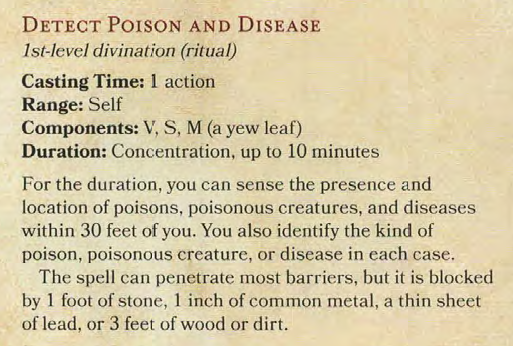 DETECT POISON AND DISEASE
1st-level divination (ritual)
Casting Time: 1 action
Range: Self
Components: V, S, M (a yew leaf)
Duration: Concentration, up to 10 minutes
For the duration, you can sense the presence and
location of poisons, poisonous creatures, and diseases
within 30 feet of you. You also identify the kind of
poison, poisonous creature, or disease in each case.
The spell can penetrate most barriers, but it is blocked
by 1 foot of stone, 1 inch of common metal, a thin sheet
of lead, or 3 feet of wood or dirt.